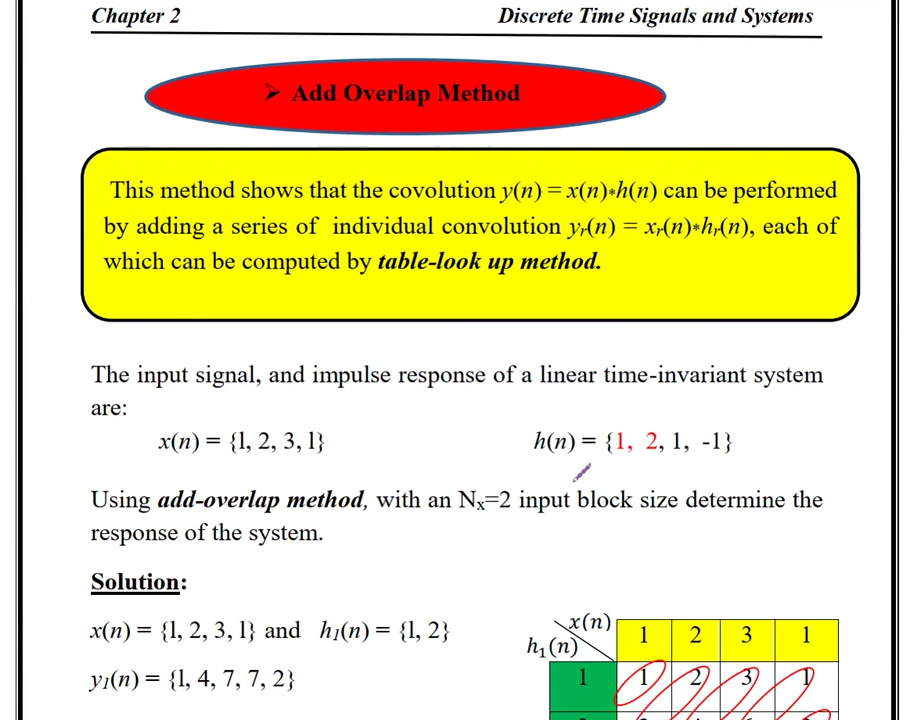 Chapter 2 Discrete Time Signals and Systems
➢ Add Overlap Method
This method shows that the covolution y(n) = x(n)*h(n) can be performed
by adding a series of individual convolution yᵣ(n) = xᵣ(n)*hᵣ(n), each of
which can be computed by table-look up method.
The input signal, and impulse response of a linear time-invariant system
are:
x(n) = {1, 2, 3, 1} h(n) = {1, 2, 1, -1}
Using add-overlap method, with an Nₓ=2 input block size determine the
response of the system.
Solution:
x(n) = {1, 2, 3, 1} and h₁(n) = {1, 2}
y₁(n) = {1, 4, 7, 7, 2}
x(n) 1 2 3 1
h₁(n)
1 1 2 3 1